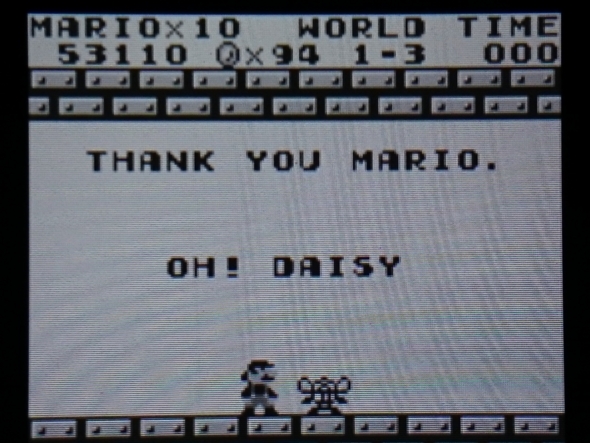 MARIO×10 WORLD TIME
53110 ×94 1-3 000
THANK YOU MARIO.
OH! DAISY